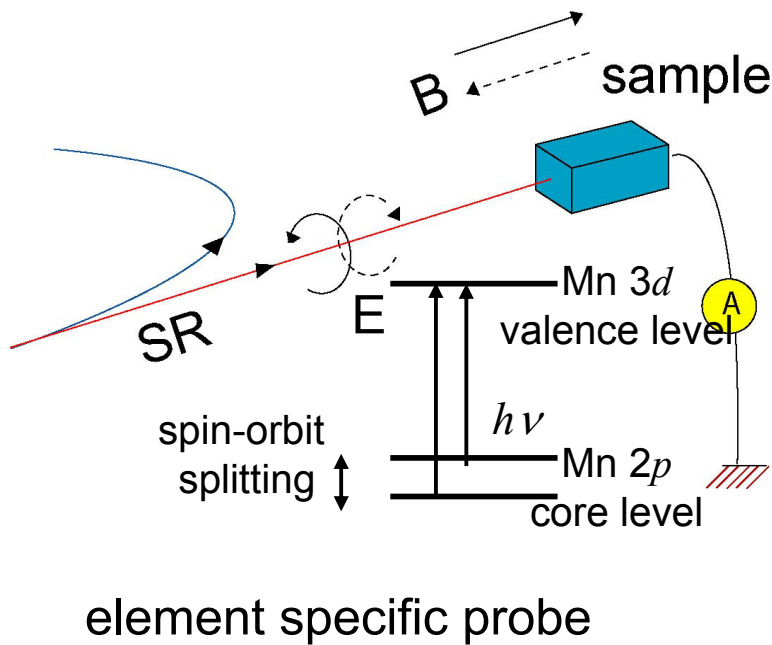 B
sample
SR
E
Mn 3d
valence level
A
hν
spin-orbit
splitting
Mn 2p
core level
element specific probe